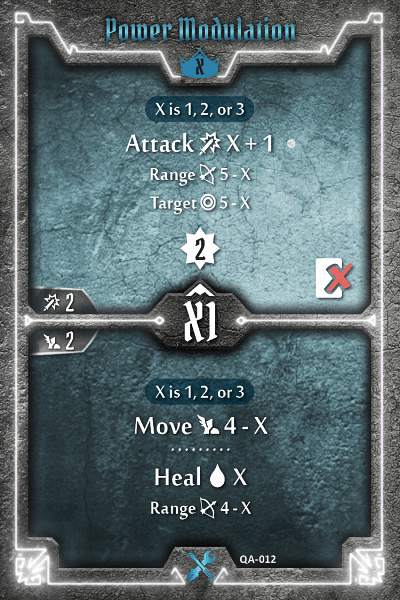 Power Modulation
X
X is 1, 2, or 3
Attack X + 1
Range 5 - X
Target 5 - X
2
2
2
X is 1, 2, or 3
Move 4 - X
Heal X
Range 4 - X
QA-012